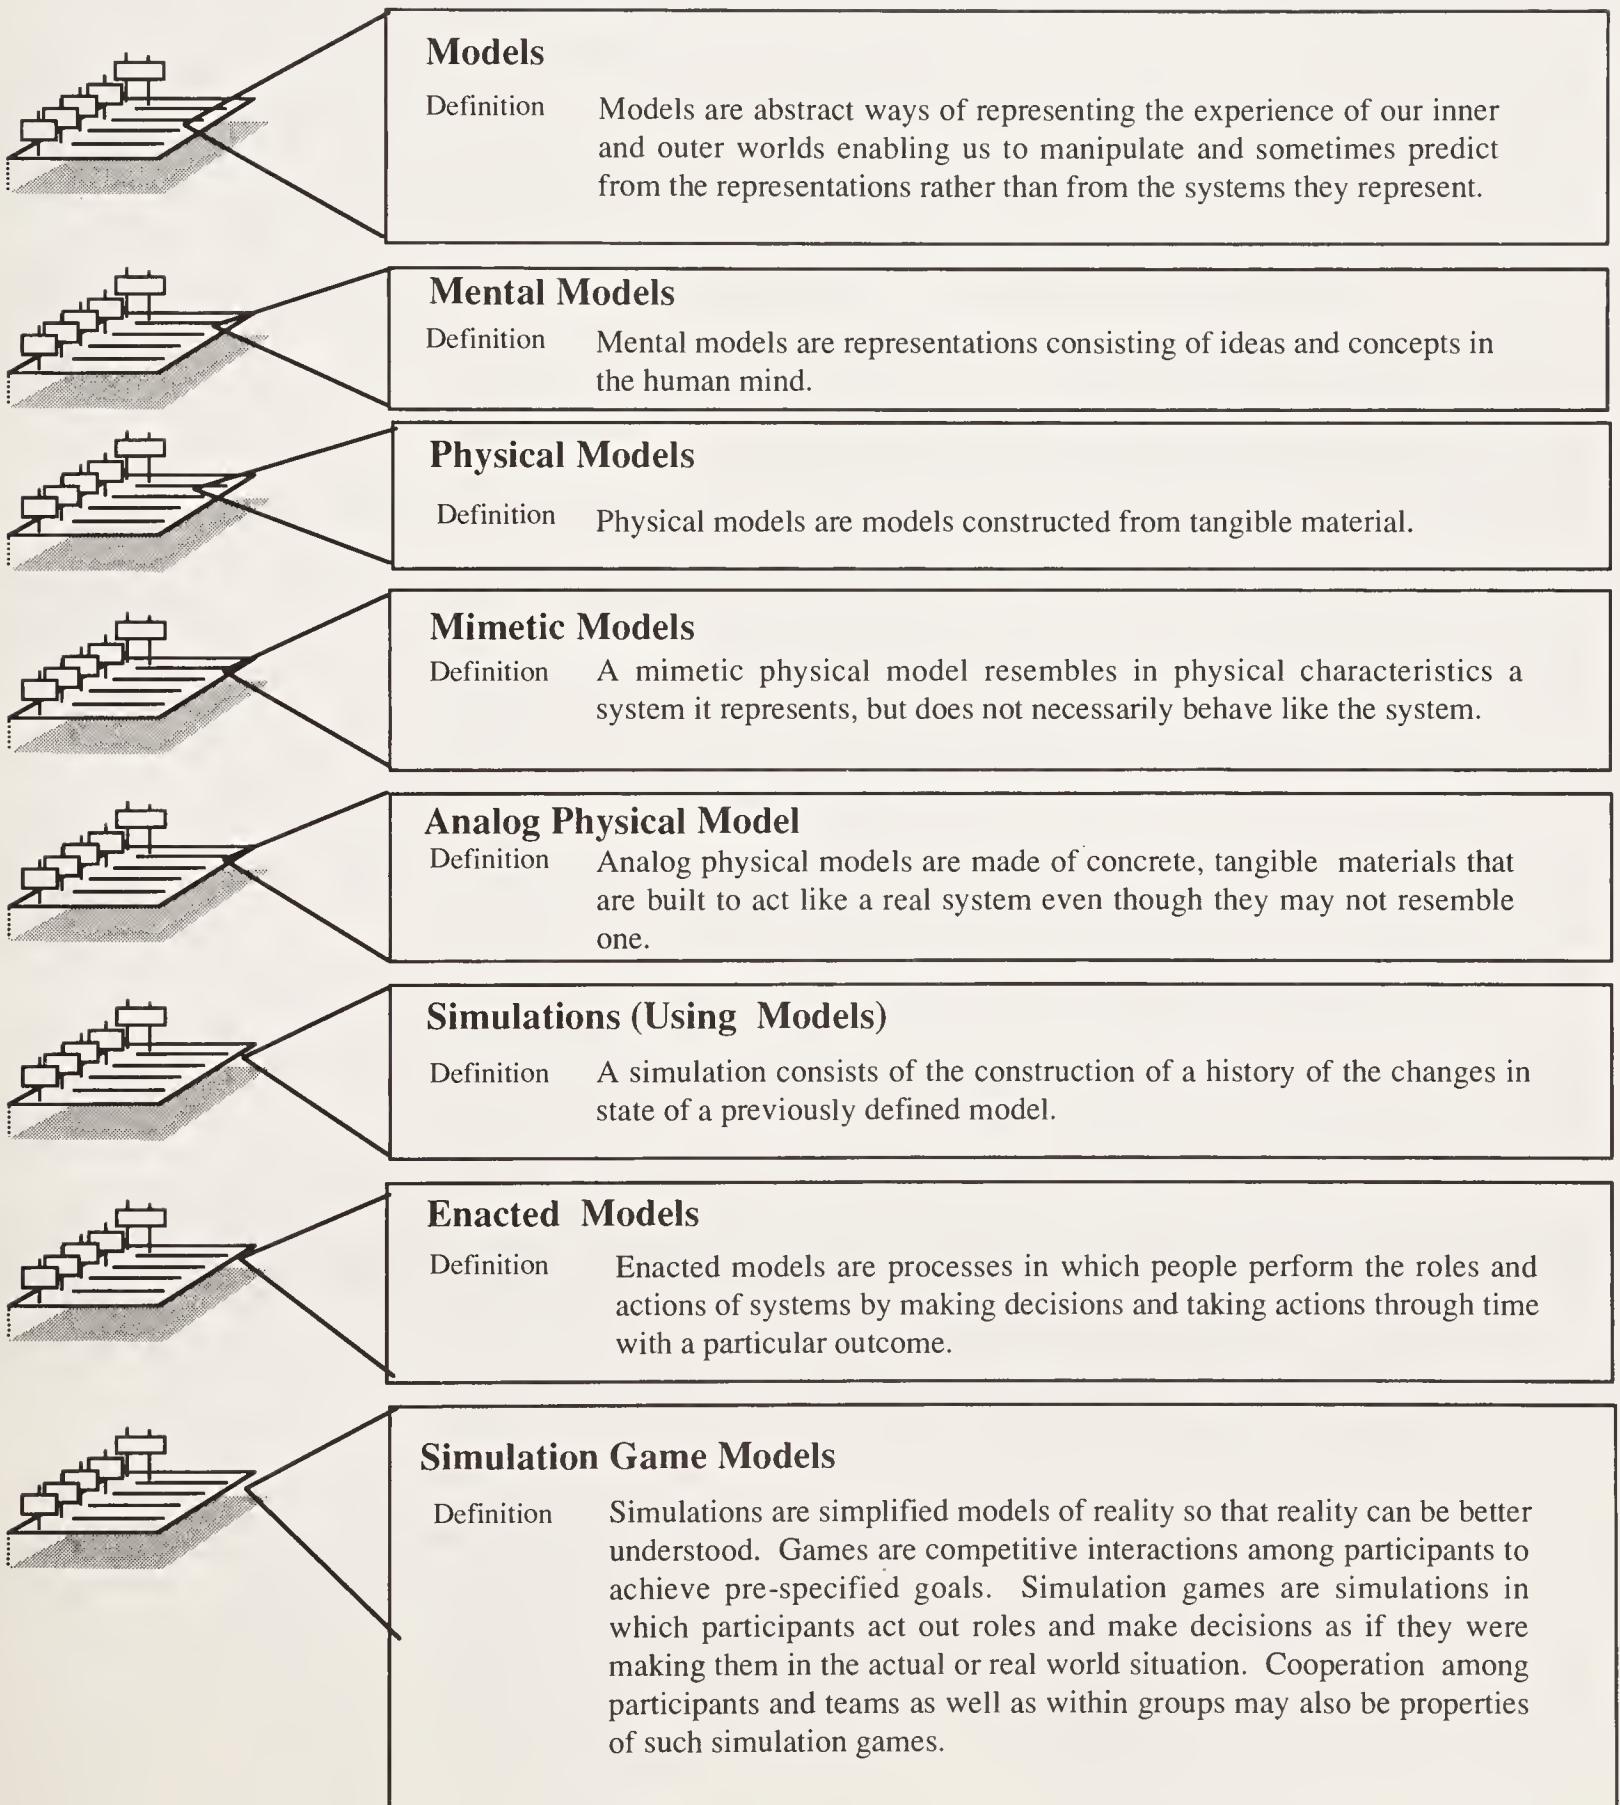 Models
Definition Models are abstract ways of representing the experience of our inner
and outer worlds enabling us to manipulate and sometimes predict
from the representations rather than from the systems they represent.
Mental Models
Definition Mental models are representations consisting of ideas and concepts in
the human mind.
Physical Models
Definition Physical models are models constructed from tangible material.
Mimetic Models
Definition A mimetic physical model resembles in physical characteristics a
system it represents, but does not necessarily behave like the system.
Analog Physical Model
Definition Analog physical models are made of concrete, tangible materials that
are built to act like a real system even though they may not resemble
one.
Simulations (Using Models)
Definition A simulation consists of the construction of a history of the changes in
state of a previously defined model.
Enacted Models
Definition Enacted models are processes in which people perform the roles and
actions of systems by making decisions and taking actions through time
with a particular outcome.
Simulation Game Models
Definition Simulations are simplified models of reality so that reality can be better
understood. Games are competitive interactions among participants to
achieve pre-specified goals. Simulation games are simulations in
which participants act out roles and make decisions as if they were
making them in the actual or real world situation. Cooperation among
participants and teams as well as within groups may also be properties
of such simulation games.